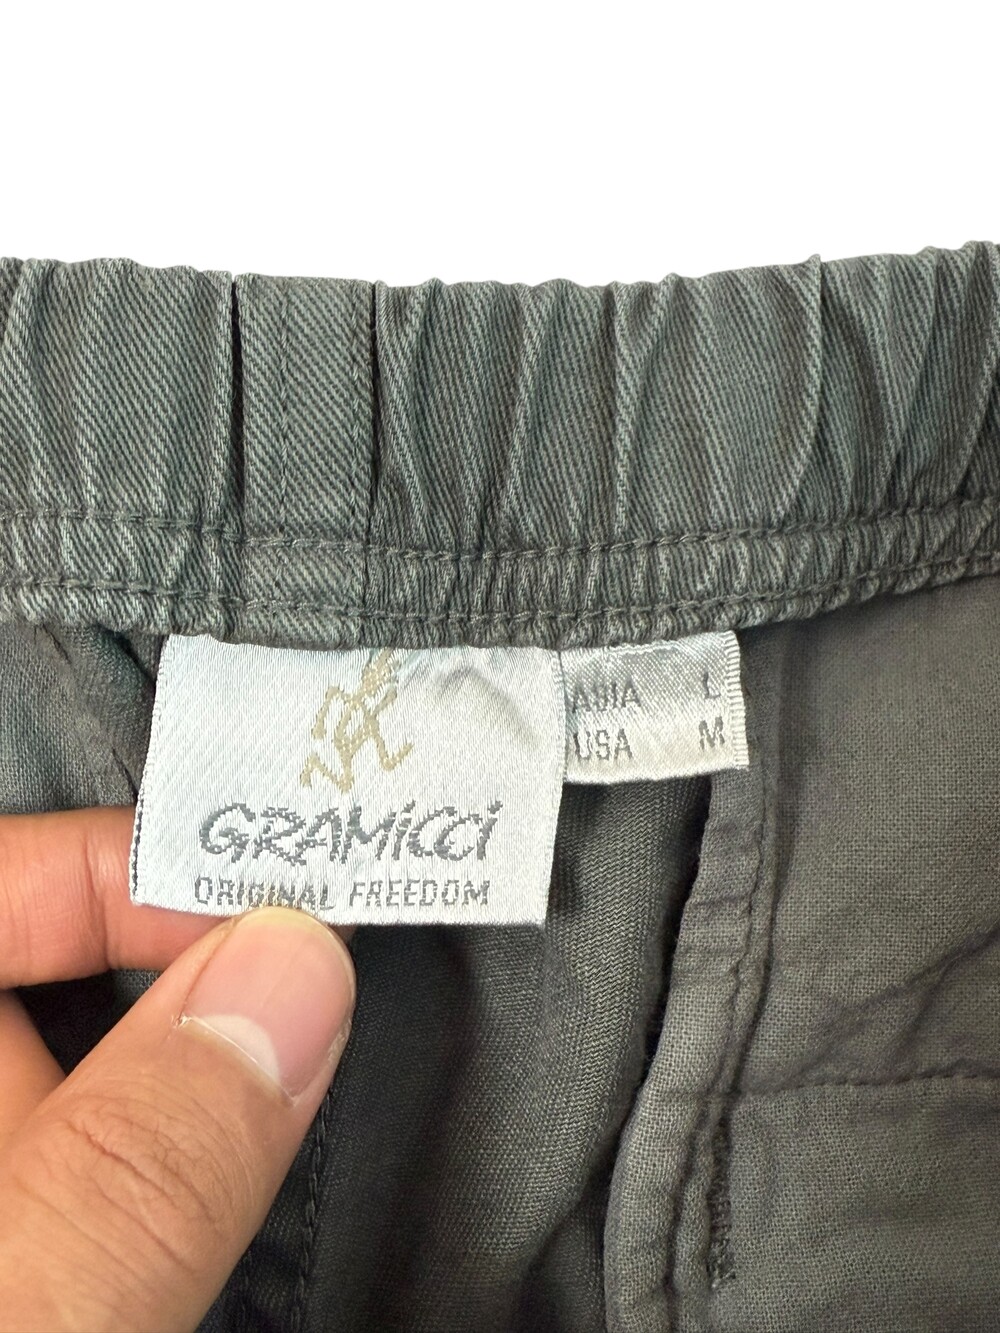 GRAMiCCi
ORIGINAL FREEDOM
ASIA L
USA M